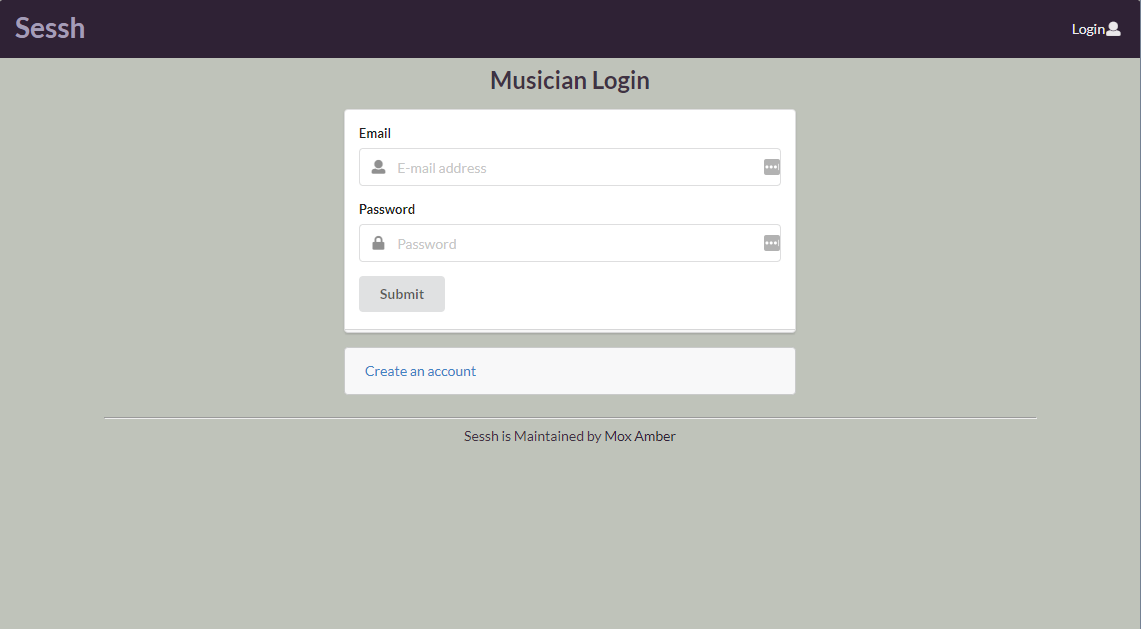 Sessh
Login
Musician Login
Email
E-mail address
Password
Password
Submit
Create an account
Sessh is Maintained by Mox Amber